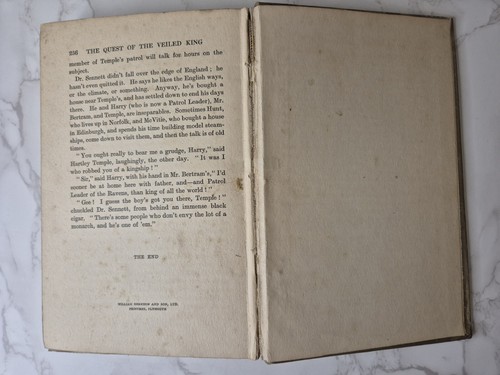 256 THE QUEST OF THE VEILED KING
member of Temple's patrol will talk for hours on the
subject.
Dr. Sennett didn't fall over the edge of England; he
hasn't even quitted it. He says he likes the English ways,
or the climate, or something. Anyway, he's bought a
house near Temple's, and has settled down to end his days
there. He and Harry (who is now a Patrol Leader), Mr.
Bertram, and Temple, are inseparables. Sometimes Hunt,
who lives up in Norfolk, and McVitie, who bought a house
in Edinburgh, and spends his time building model steam-
ships, come down to visit them, and then the talk is of old
times.
"You ought really to bear me a grudge, Harry," said
Hartley Temple, laughingly, the other day. "It was I
who robbed you of a kingship!"
"Sir," said Harry, with his hand in Mr. Bertram's, "I'd
sooner be at home here with father, and—and Patrol
Leader of the Ravens, than king of all the world!"
"Gee! I guess the boy's got you there, Temple!"
chuckled Dr. Sennett, from behind an immense black
cigar. "There's some people who don't envy the lot of a
monarch, and he's one of 'em."
THE END
WILLIAM BRENDON AND SON, LTD.
PRINTERS, PLYMOUTH